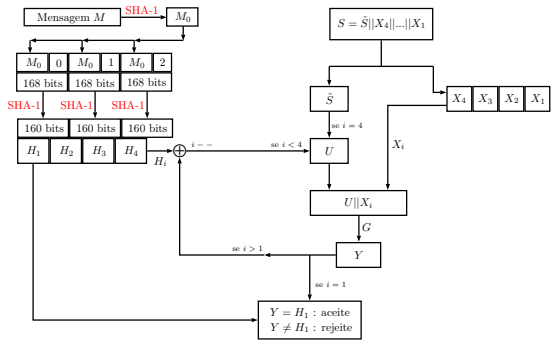 Mensagem M
SHA-1
M₀
S = S̃||X₄||...||X₁
M₀ 0 M₀ 1 M₀ 2
168 bits 168 bits 168 bits
SHA-1 SHA-1 SHA-1
160 bits 160 bits 160 bits
H₁ H₂ H₃ H₄
Hᵢ
i − −
se i < 4
S̃
se i = 4
U
X₄ X₃ X₂ X₁
Xᵢ
U||Xᵢ
G
Y
se i > 1
se i = 1
Y = H₁ : aceite
Y ≠ H₁ : rejeite